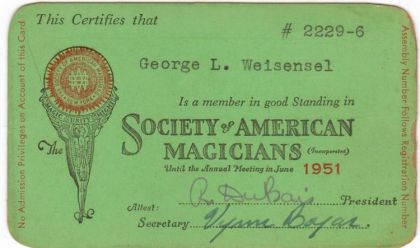 This Certifies that
# 2229-6
George L. Weisensel
Is a member in good Standing in
The SOCIETY of AMERICAN
MAGICIANS (Incorporated)
Until the Annual Meeting in June 1951
Attest: President
Secretary
No Admission Privileges on Account of this Card
Assembly Number Follows Registration Number